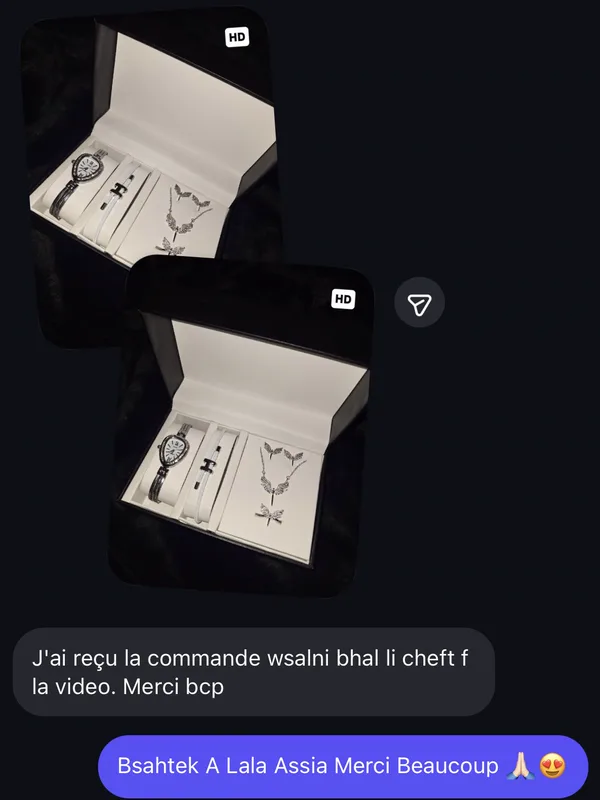 HD
HD
J'ai reçu la commande wsalni bhal li cheft f
la video. Merci bcp
Bsahtek A Lala Assia Merci Beaucoup 🙏🏻😍